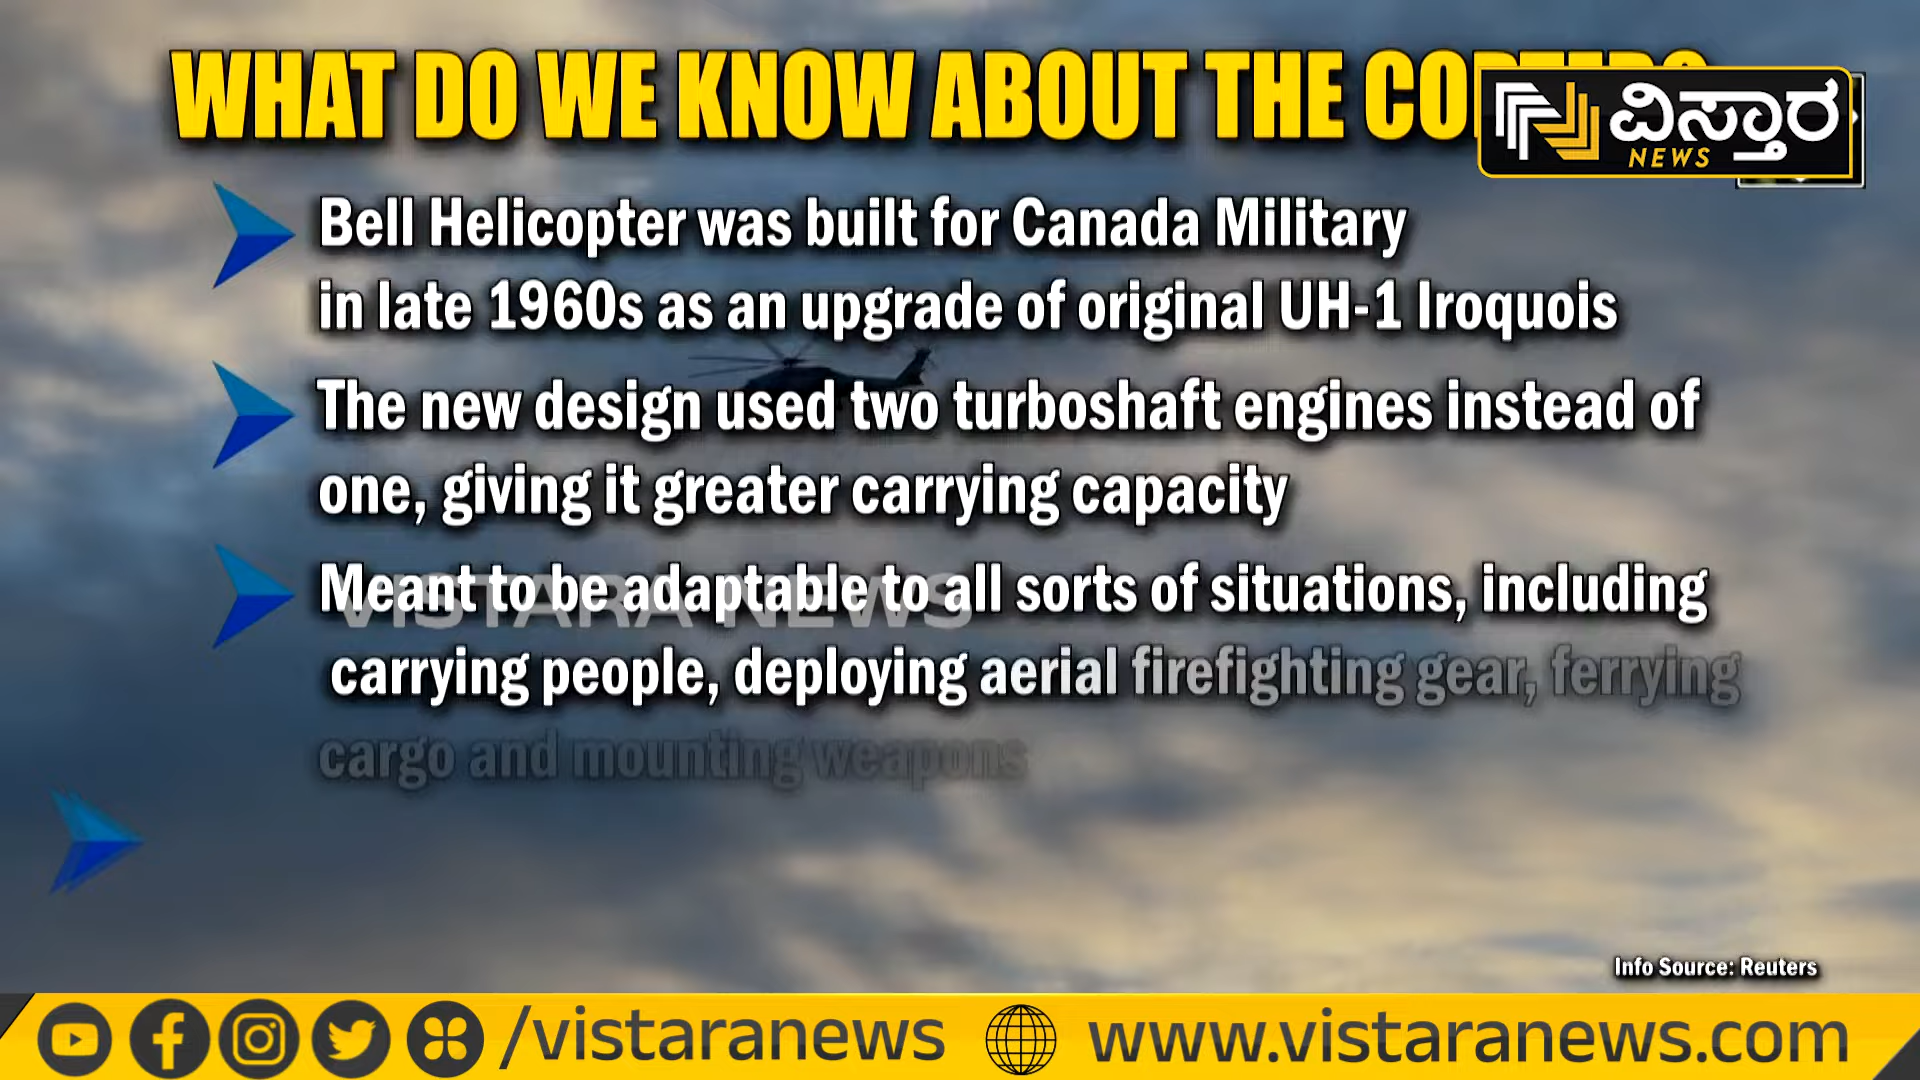 WHAT DO WE KNOW ABOUT THE
ವಿಸ್ತಾರ
NEWS
Bell Helicopter was built for Canada Military
in late 1960s as an upgrade of original UH-1 Iroquois
The new design used two turboshaft engines instead of
one, giving it greater carrying capacity
Meant to be adaptable to all sorts of situations, including
VISTARA NEWS
carrying people, deploying aerial firefighting gear, ferrying
cargo and mounting weapons
Info Source: Reuters
/vistaranews
www.vistaranews.com